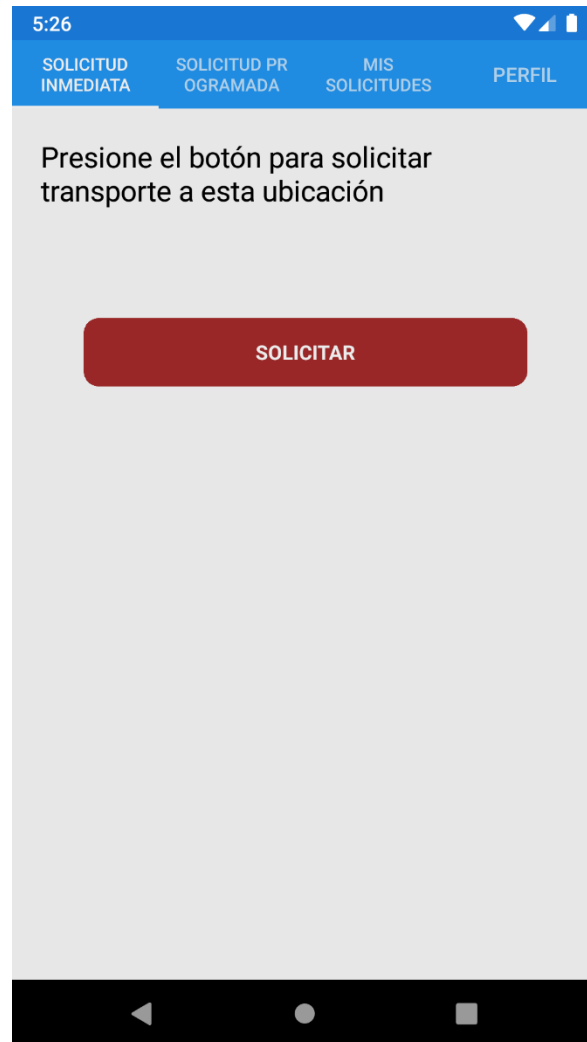 5:26
SOLICITUD
INMEDIATA
SOLICITUD PR
OGRAMADA
MIS
SOLICITUDES
PERFIL
Presione el botón para solicitar
transporte a esta ubicación
SOLICITAR